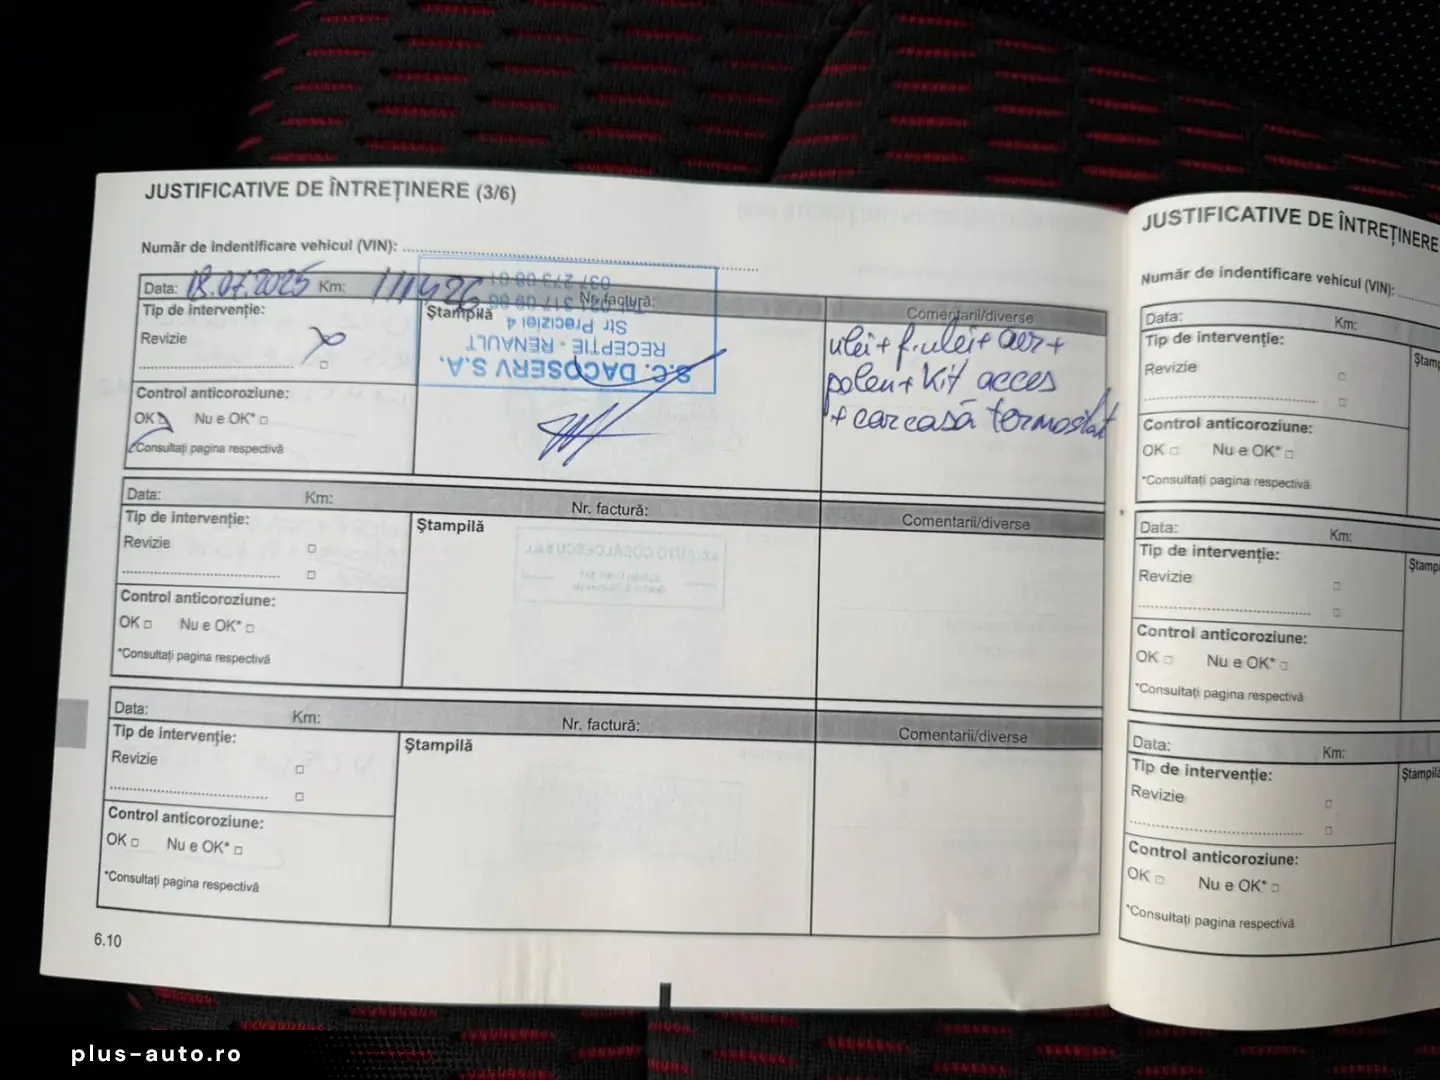 JUSTIFICATIVE DE ÎNTREȚINERE (3/6)
Număr de indentificare vehicul (VIN):
Data: 18.07.2025 Km: 111426 Nr. factură:
Tip de intervenție:
Revizie
Control anticoroziune:
OK Nu e OK*
*Consultați pagina respectivă
Ștampilă
S.C. DACOSERV S.A.
RECEPTIE - RENAULT
Str Preciziei 4
Comentarii/diverse
ulei + f.ulei + aer +
polen + Kit acces
+ carcasă termostat
Data: Km: Nr. factură:
Tip de intervenție:
Revizie
Control anticoroziune:
OK Nu e OK*
*Consultați pagina respectivă
Ștampilă
Comentarii/diverse
Data: Km: Nr. factură:
Tip de intervenție:
Revizie
Control anticoroziune:
OK Nu e OK*
*Consultați pagina respectivă
Ștampilă
Comentarii/diverse
6.10
JUSTIFICATIVE DE ÎNTREȚINERE
Număr de indentificare vehicul (VIN):
Data: Km:
Tip de intervenție:
Revizie
Control anticoroziune:
OK Nu e OK*
*Consultați pagina respectivă
Ștam
Data: Km:
Tip de intervenție:
Revizie
Control anticoroziune:
OK Nu e OK*
*Consultați pagina respectivă
Ștampi
Data: Km:
Tip de intervenție:
Revizie
Control anticoroziune:
OK Nu e OK*
*Consultați pagina respectivă
Ștampilă
plus-auto.ro